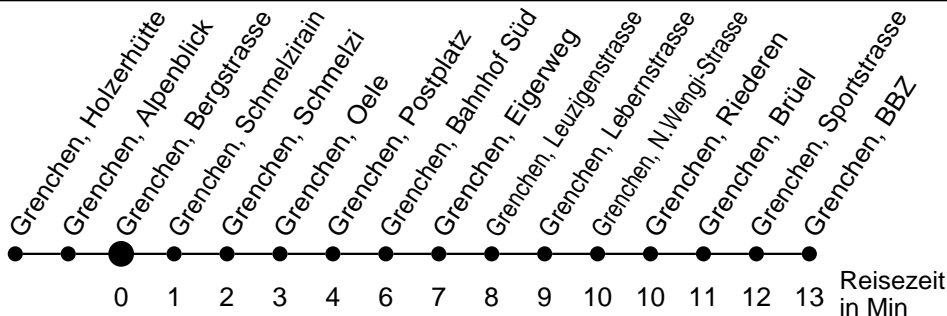 Grenchen, Holzerhütte
Grenchen, Alpenblick
Grenchen, Bergstrasse
Grenchen, Schmelzirain
Grenchen, Schmelzi
Grenchen, Oele
Grenchen, Postplatz
Grenchen, Bahnhof Süd
Grenchen, Eigerweg
Grenchen, Leuzigenstrasse
Grenchen, Lebernstrasse
Grenchen, N.Wengi-Strasse
Grenchen, Riederen
Grenchen, Brüel
Grenchen, Sportstrasse
Grenchen, BBZ
0 1 2 3 4 6 7 8 9 10 10 11 12 13
Reisezeit
in Min